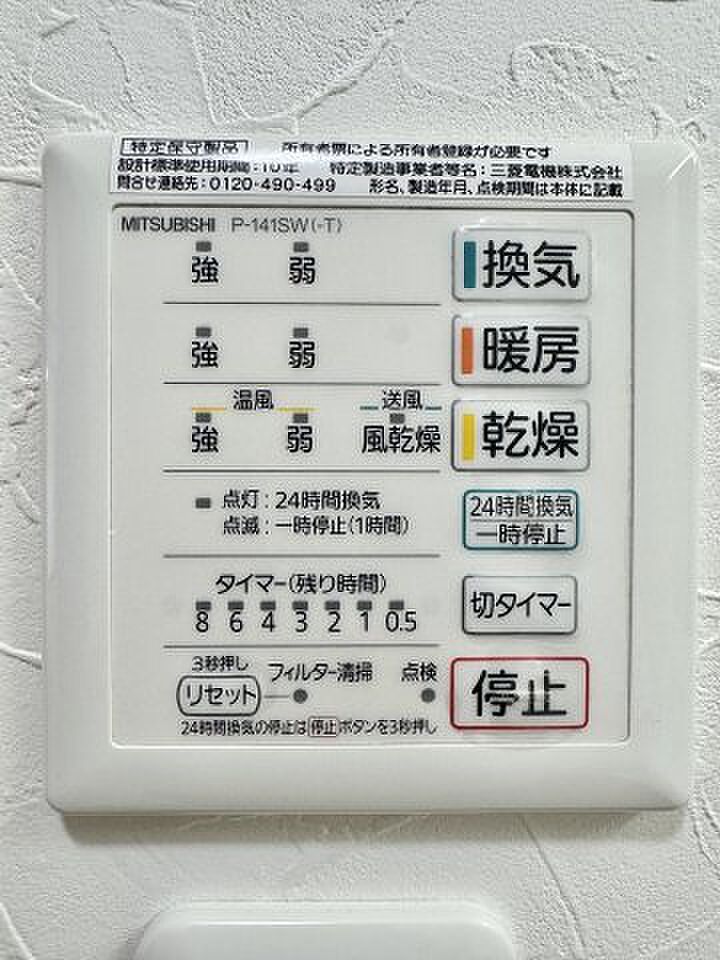 特定保守製品 所有者票による所有者登録が必要です
設計標準使用期間:10年 特定製造事業者等名:三菱電機株式会社
問合せ連絡先:0120-490-499 形名、製造年月、点検期間は本体に記載
MITSUBISHI P-141SW(-T)
強 弱 換気
強 弱 暖房
温風 送風
強 弱 風乾燥 乾燥
点灯:24時間換気
点滅:一時停止(1時間)
24時間換気
一時停止
タイマー(残り時間)
8 6 4 3 2 1 0.5
切タイマー
3秒押し
リセット フィルター清掃 点検
停止
24時間換気の停止は停止ボタンを3秒押し